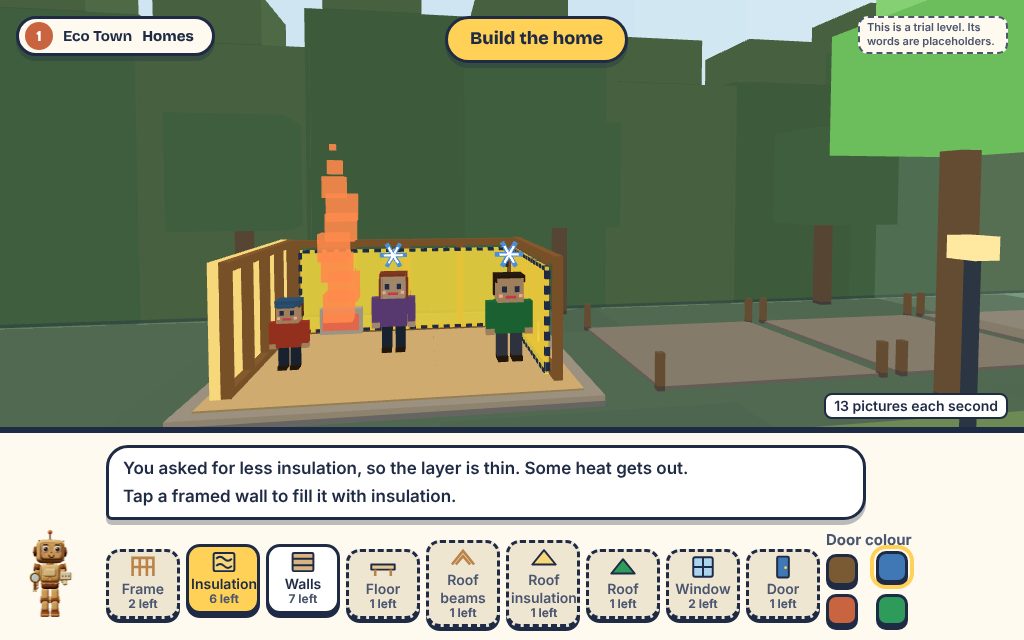 1 Eco Town Homes
Build the home
This is a trial level. Its
words are placeholders.
13 pictures each second
You asked for less insulation, so the layer is thin. Some heat gets out.
Tap a framed wall to fill it with insulation.
Frame
2 left
Insulation
6 left
Walls
7 left
Floor
1 left
Roof
beams
1 left
Roof
insulation
1 left
Roof
1 left
Window
2 left
Door
1 left
Door colour